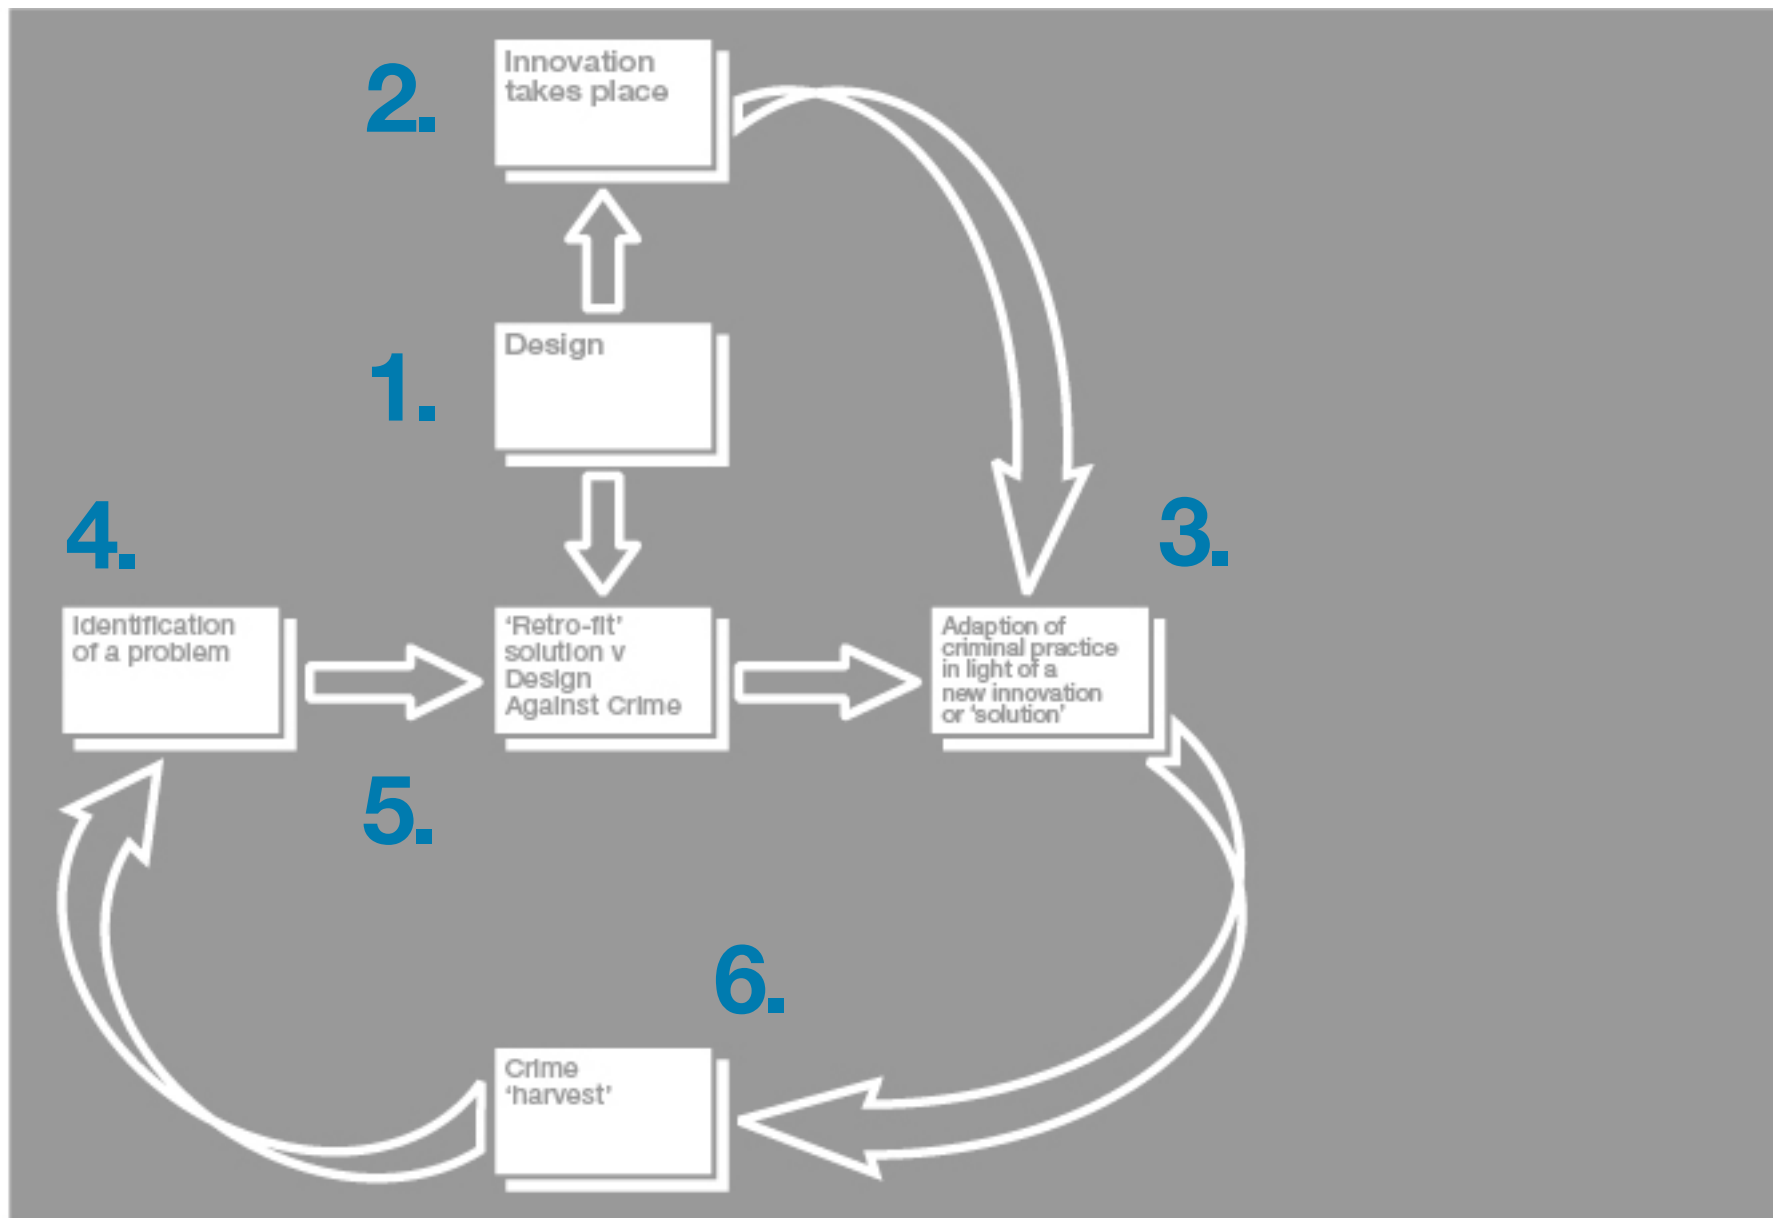 2.
Innovation
takes place
1.
Design
4.
3.
Identification
of a problem
‘Retro-fit’
solution v
Design
Against Crime
Adaption of
criminal practice
in light of a
new innovation
or ‘solution’
5.
6.
Crime
‘harvest’